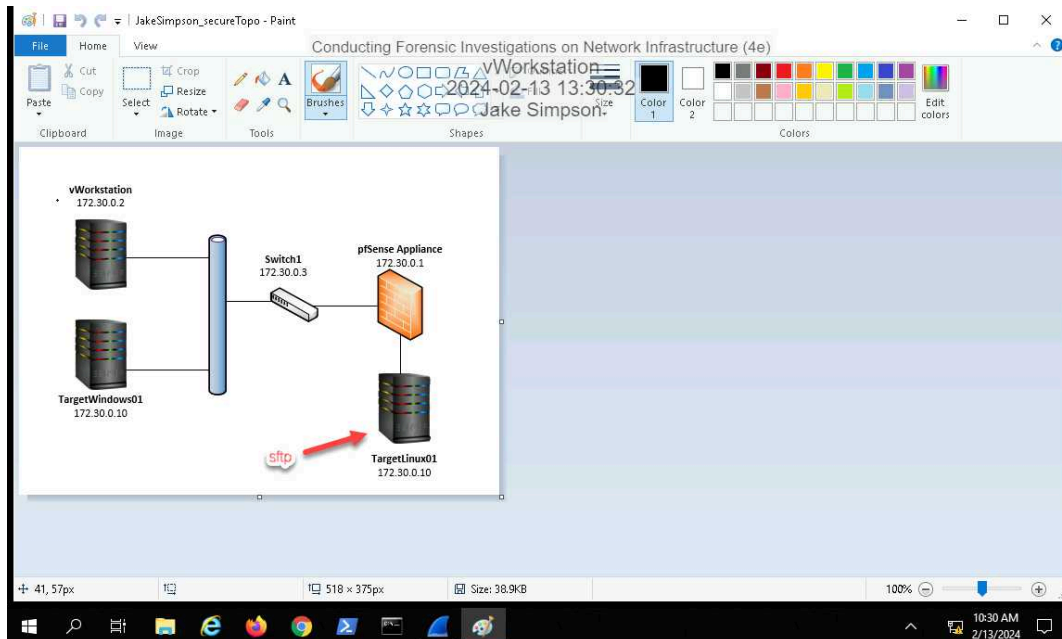 JakeSimpson_secureTopo - Paint
File Home View
Conducting Forensic Investigations on Network Infrastructure (4e)
vWorkstation
2024-02-13 13:30:32
Jake Simpson
Paste
Cut
Copy
Clipboard
Select
Crop
Resize
Rotate
Image
A
Tools
Brushes
Shapes
Size
Color
1
Color
2
Edit
colors
Colors
vWorkstation
172.30.0.2
Switch1
172.30.0.3
pfSense Appliance
172.30.0.1
TargetWindows01
172.30.0.10
sftp
TargetLinux01
172.30.0.10
41, 57px
518 × 375px
Size: 38.9KB
100%
10:30 AM
2/13/2024